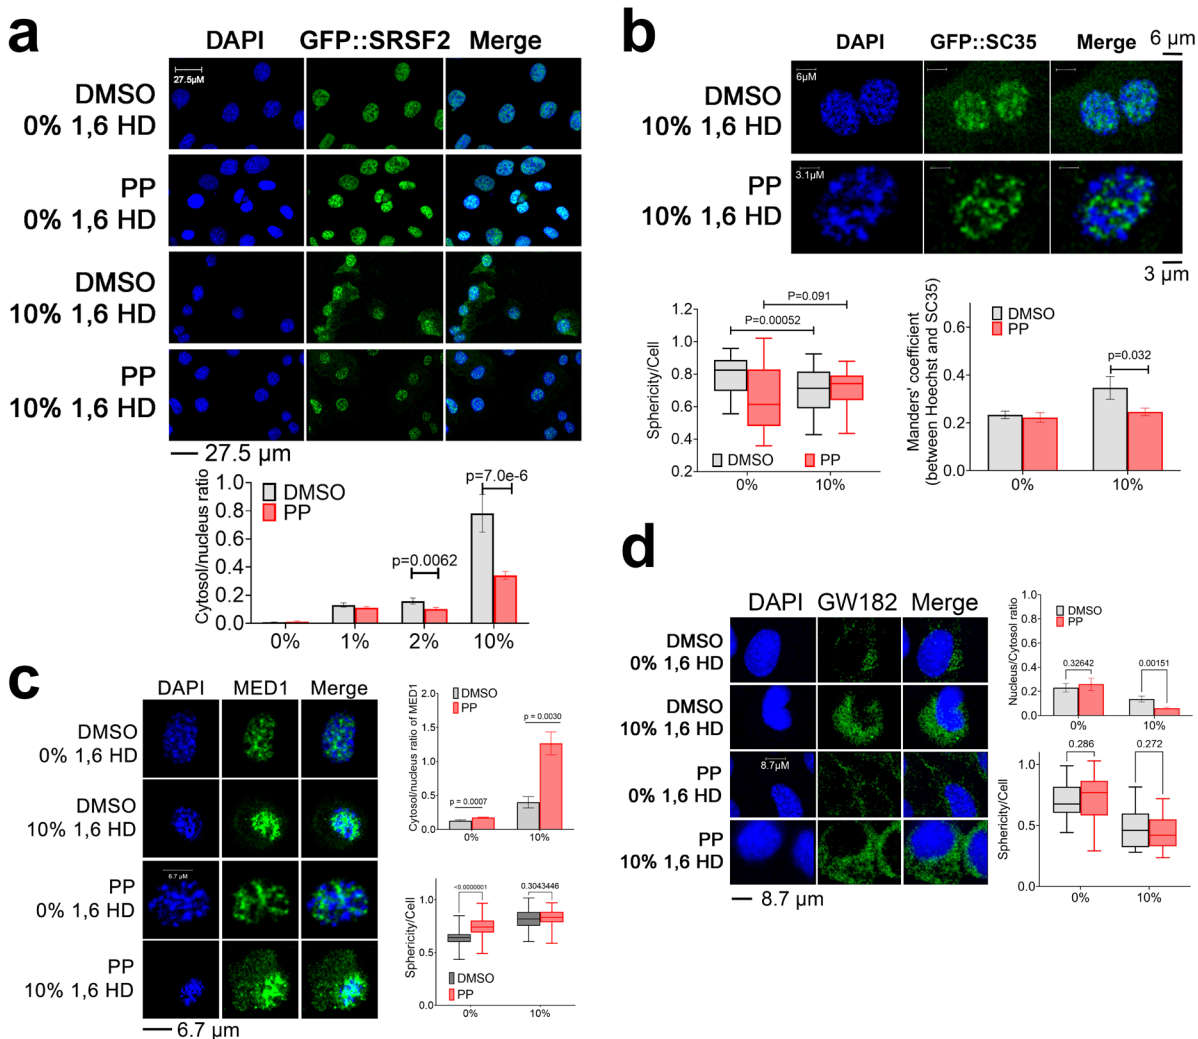 a
DAPI GFP::SRSF2 Merge
27.5µM
DMSO
0% 1,6 HD
PP
0% 1,6 HD
DMSO
10% 1,6 HD
PP
10% 1,6 HD
27.5 µm
Cytosol/nucleus ratio
1.0
0.8
0.6
0.4
0.2
0.0
DMSO
PP
p=0.0062
p=7.0e-6
0% 1% 2% 10%
b
DAPI GFP::SC35 Merge 6 µm
6µM
DMSO
10% 1,6 HD
3.1µM
PP
10% 1,6 HD
3 µm
Sphericity/Cell
1.2
1.0
0.8
0.6
0.4
0.2
P=0.091
P=0.00052
DMSO PP
0% 10%
Manders' coefficient
(between Hoechst and SC35)
0.6
0.4
0.2
0.0
DMSO
PP
p=0.032
0% 10%
c
DAPI MED1 Merge
DMSO
0% 1,6 HD
DMSO
10% 1,6 HD
6.7 µm
PP
0% 1,6 HD
PP
10% 1,6 HD
6.7 µm
Cytosol/nucleus ratio of MED1
2.0
1.5
1.0
0.5
0.0
DMSO
PP
p = 0.0030
p = 0.0007
0% 10%
Sphericity/Cell
1.0
0.5
0.0
<0.0000001 0.3043446
DMSO
PP
0% 10%
d
DAPI GW182 Merge
DMSO
0% 1,6 HD
DMSO
10% 1,6 HD
8.7µM
PP
0% 1,6 HD
PP
10% 1,6 HD
8.7 µm
Nucleus/Cytosol ratio
1.0
0.8
0.6
0.4
0.2
0.0
DMSO
PP
0.32642 0.00151
0% 10%
Sphericity/Cell
1.0
0.5
0.0
0.286 0.272
0% 10%